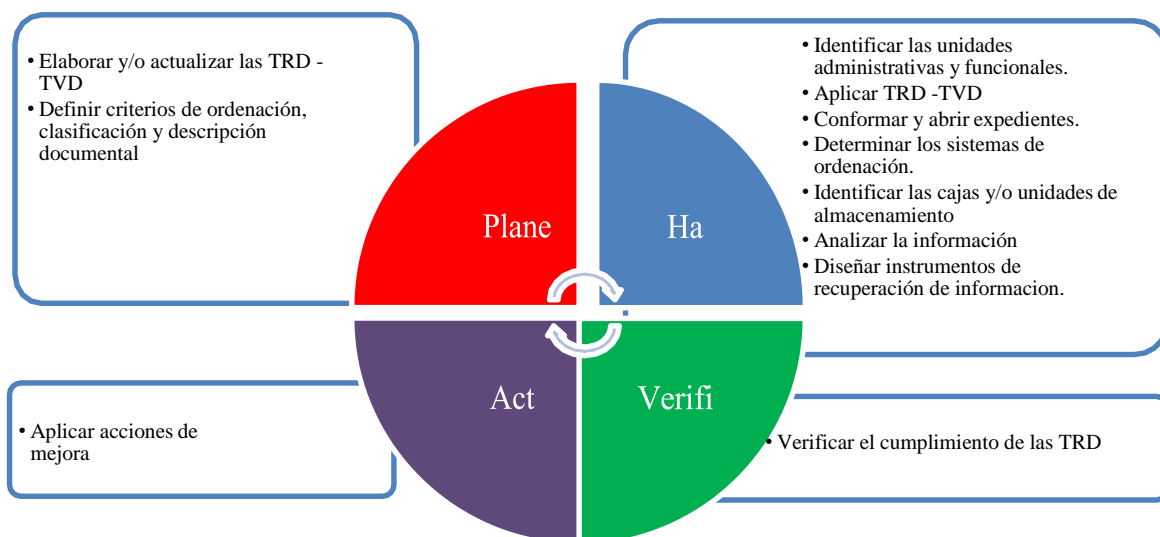 • Elaborar y/o actualizar las TRD -
TVD
• Definir criterios de ordenación,
clasificación y descripción
documental
• Identificar las unidades
administrativas y funcionales.
• Aplicar TRD -TVD
• Conformar y abrir expedientes.
• Determinar los sistemas de
ordenación.
• Identificar las cajas y/o unidades de
almacenamiento
• Analizar la información
• Diseñar instrumentos de
recuperación de informacion.
Plane
Ha
Act
Verifi
• Aplicar acciones de
mejora
• Verificar el cumplimiento de las TRD